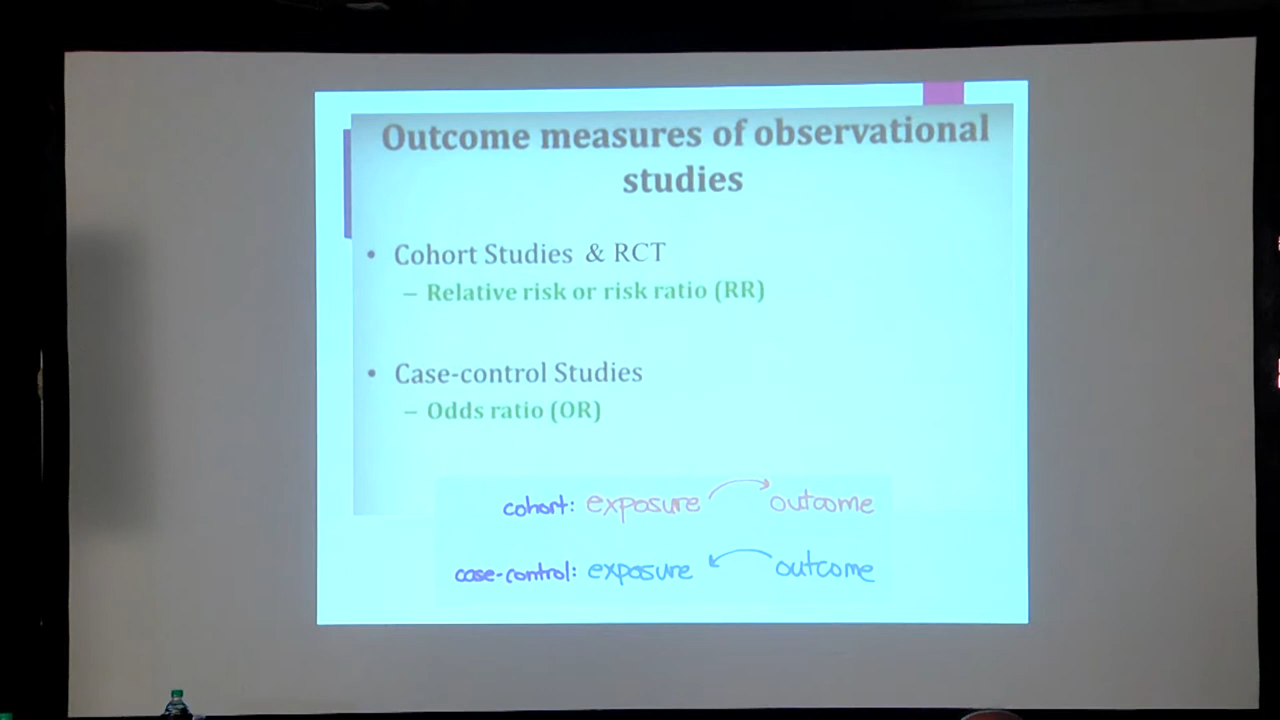 Outcome measures of observational
studies
• Cohort Studies & RCT
– Relative risk or risk ratio (RR)
• Case-control Studies
– Odds ratio (OR)
cohort: exposure outcome
case-control: exposure outcome